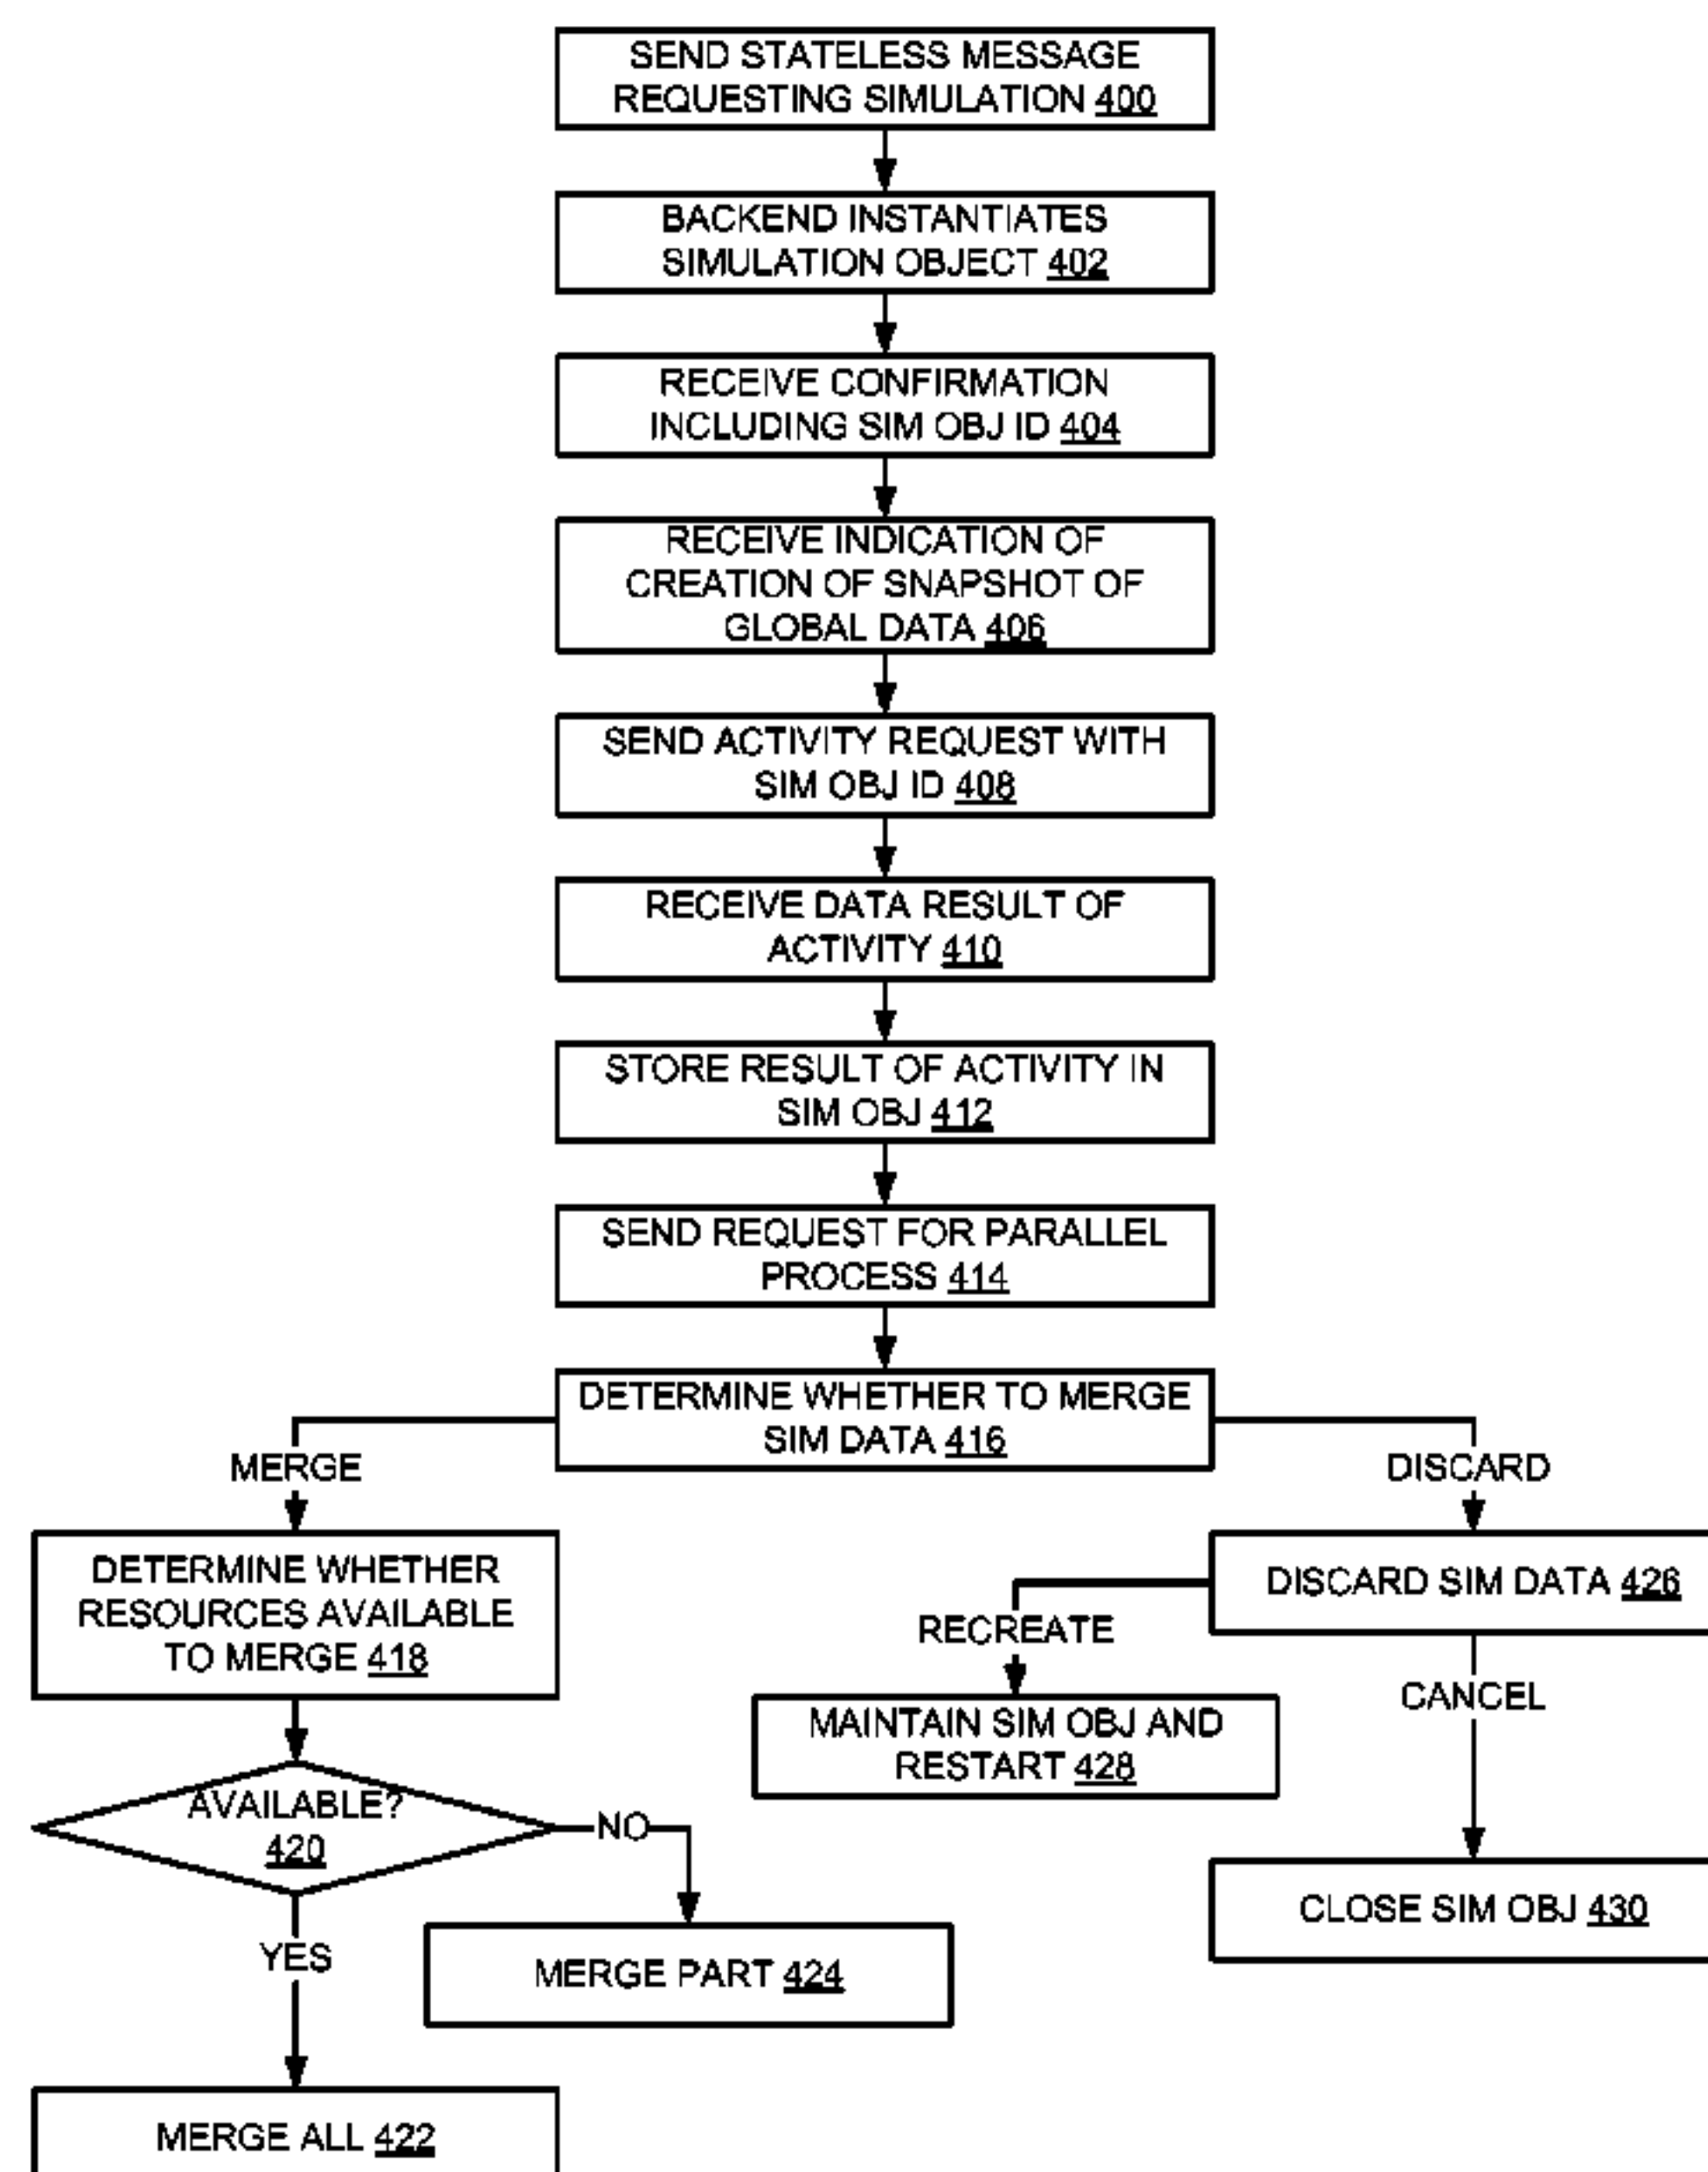 SEND STATELESS MESSAGE
REQUESTING SIMULATION 400
BACKEND INSTANTIATES
SIMULATION OBJECT 402
RECEIVE CONFIRMATION
INCLUDING SIM OBJ ID 404
RECEIVE INDICATION OF
CREATION OF SNAPSHOT OF
GLOBAL DATA 406
SEND ACTIVITY REQUEST WITH
SIM OBJ ID 408
RECEIVE DATA RESULT OF
ACTIVITY 410
STORE RESULT OF ACTIVITY IN
SIM OBJ 412
SEND REQUEST FOR PARALLEL
PROCESS 414
DETERMINE WHETHER TO MERGE
SIM DATA 416
MERGE
DISCARD
DETERMINE WHETHER
RESOURCES AVAILABLE
TO MERGE 418
DISCARD SIM DATA 426
RECREATE
CANCEL
MAINTAIN SIM OBJ AND
RESTART 428
AVAILABLE?
420
NO
CLOSE SIM OBJ 430
YES
MERGE PART 424
MERGE ALL 422